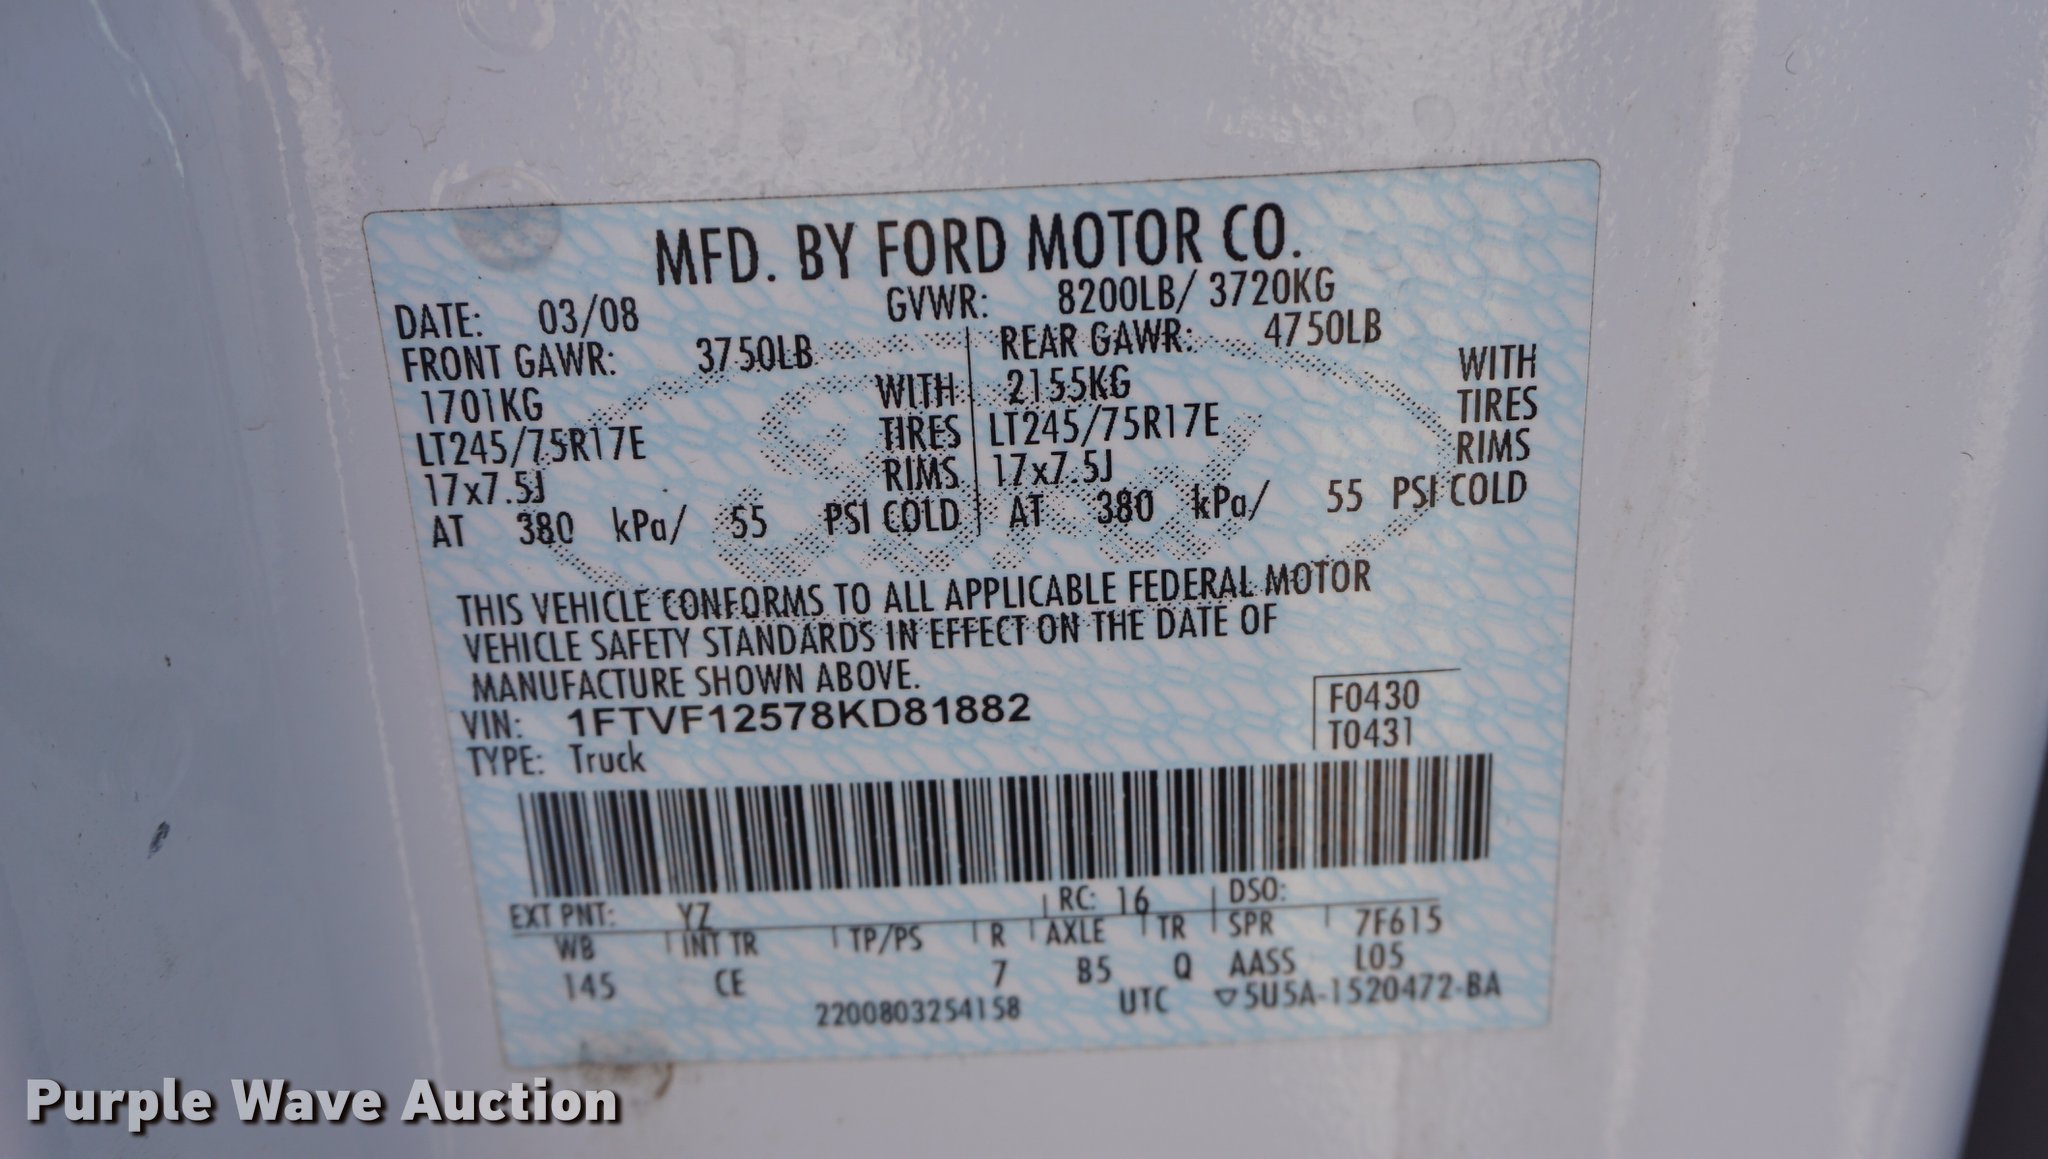 MFD. BY FORD MOTOR CO.
DATE: 03/08 GVWR: 8200LB/ 3720KG
FRONT GAWR: 3750LB REAR GAWR: 4750LB
1701KG WITH 2155KG WITH
LT245/75R17E TIRES LT245/75R17E TIRES
17x7.5J RIMS 17x7.5J RIMS
AT 380 kPa/ 55 PSI COLD AT 380 kPa/ 55 PSI COLD
THIS VEHICLE CONFORMS TO ALL APPLICABLE FEDERAL MOTOR
VEHICLE SAFETY STANDARDS IN EFFECT ON THE DATE OF
MANUFACTURE SHOWN ABOVE.
VIN: 1FTVF12578KD81882 F0430
TYPE: Truck T0431
EXT PNT: YZ RC: 16 DSO:
WB INT TR TP/PS R AXLE TR SPR 7F615
145 CE 7 B5 Q AASS L05
2200803254158 UTC ▽5U5A-1520472-BA
Purple Wave Auction